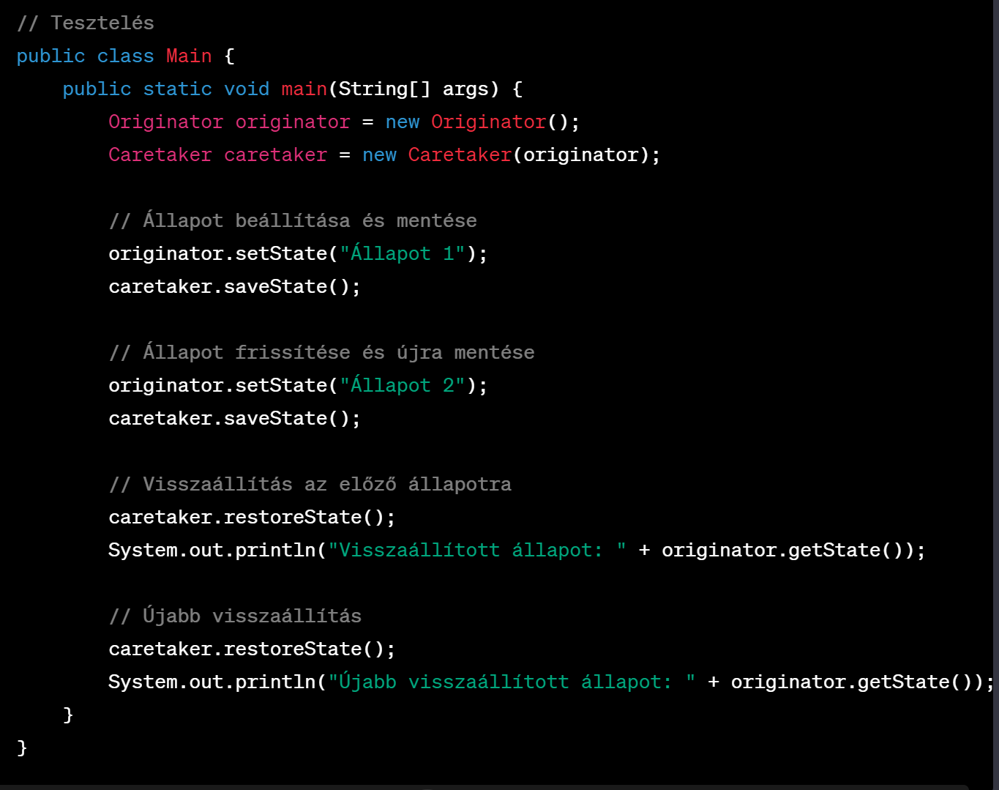 // Tesztelés
public class Main {
    public static void main(String[] args) {
        Originator originator = new Originator();
        Caretaker caretaker = new Caretaker(originator);

        // Állapot beállítása és mentése
        originator.setState("Állapot 1");
        caretaker.saveState();

        // Állapot frissítése és újra mentése
        originator.setState("Állapot 2");
        caretaker.saveState();

        // Visszaállítás az előző állapotra
        caretaker.restoreState();
        System.out.println("Visszaállított állapot: " + originator.getState());

        // Újabb visszaállítás
        caretaker.restoreState();
        System.out.println("Újabb visszaállított állapot: " + originator.getState());
    }
}